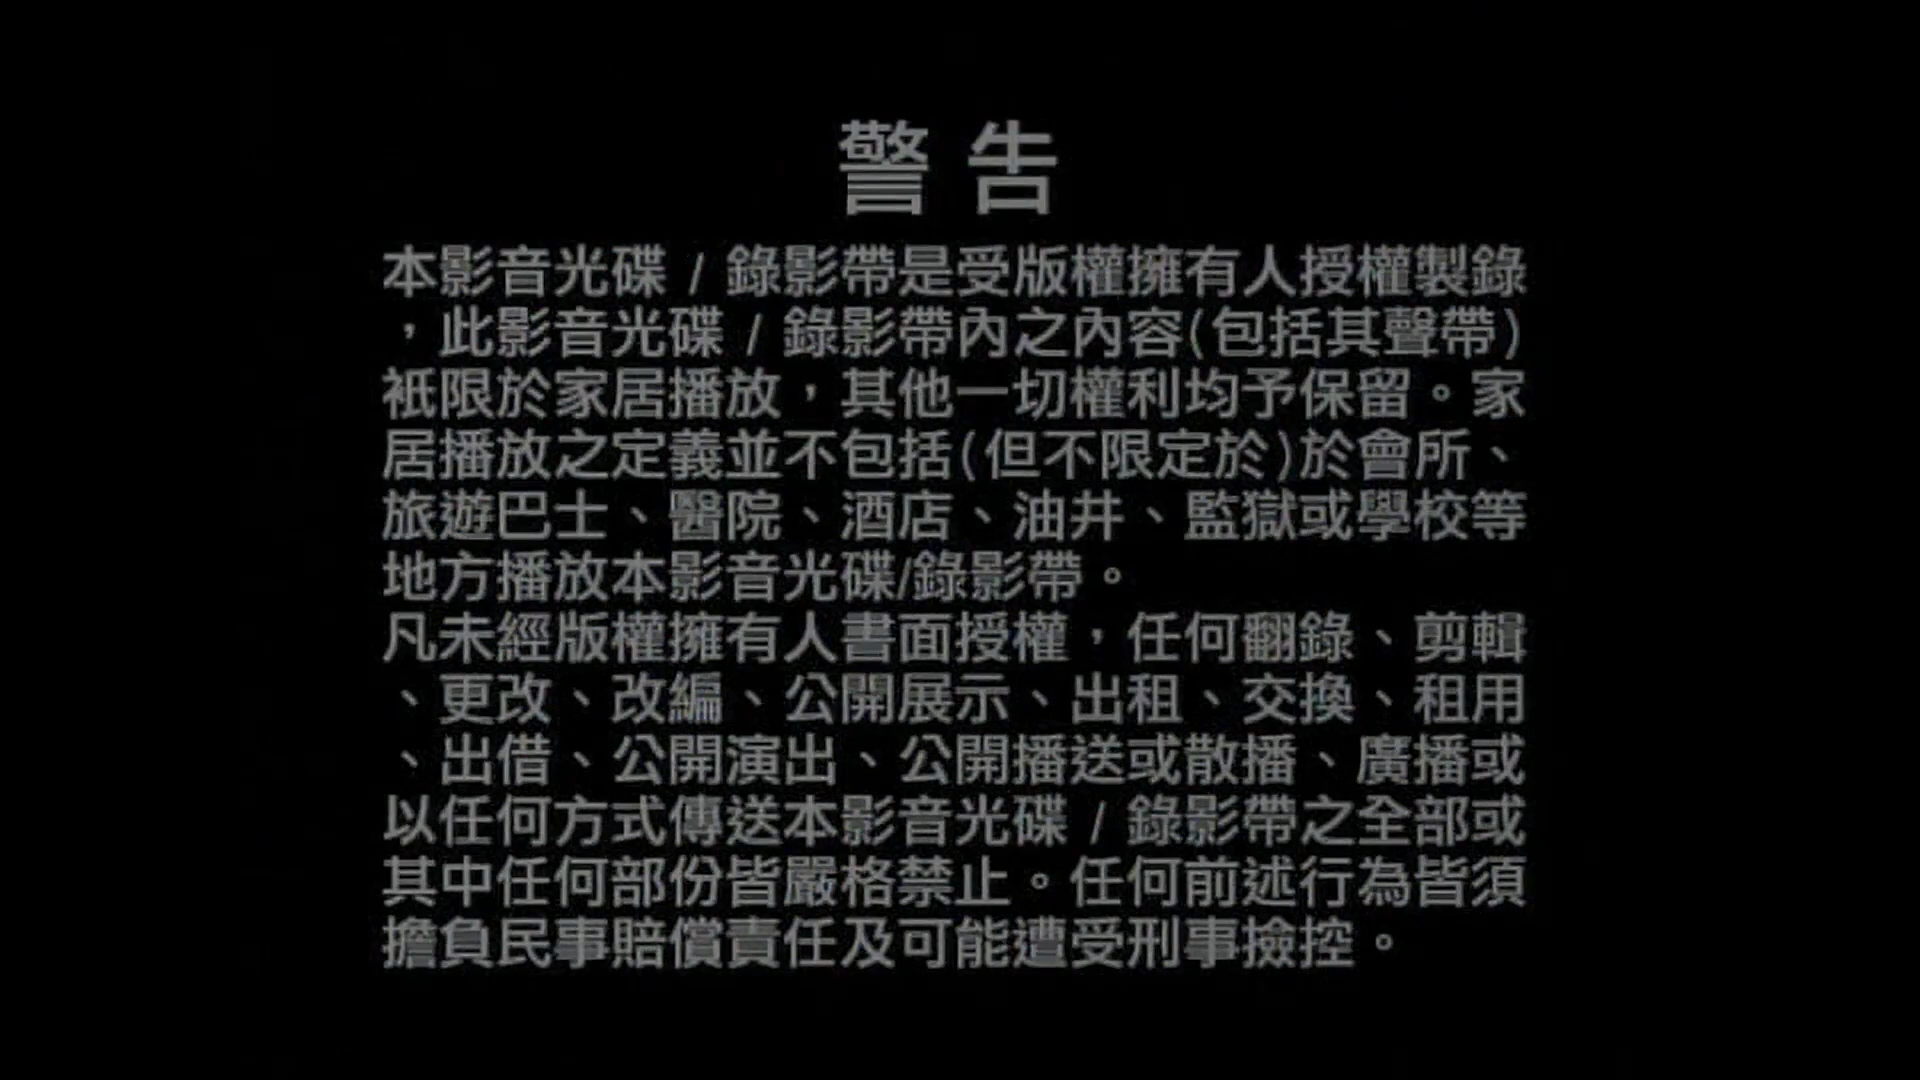 警告
本影音光碟 / 錄影帶是受版權擁有人授權製錄
，此影音光碟 / 錄影帶內之內容(包括其聲帶)
祇限於家居播放，其他一切權利均予保留。家
居播放之定義並不包括(但不限定於)於會所、
旅遊巴士、醫院、酒店、油井、監獄或學校等
地方播放本影音光碟/錄影帶。
凡未經版權擁有人書面授權，任何翻錄、剪輯
、更改、改編、公開展示、出租、交換、租用
、出借、公開演出、公開播送或散播、廣播或
以任何方式傳送本影音光碟 / 錄影帶之全部或
其中任何部份皆嚴格禁止。任何前述行為皆須
擔負民事賠償責任及可能遭受刑事撿控。